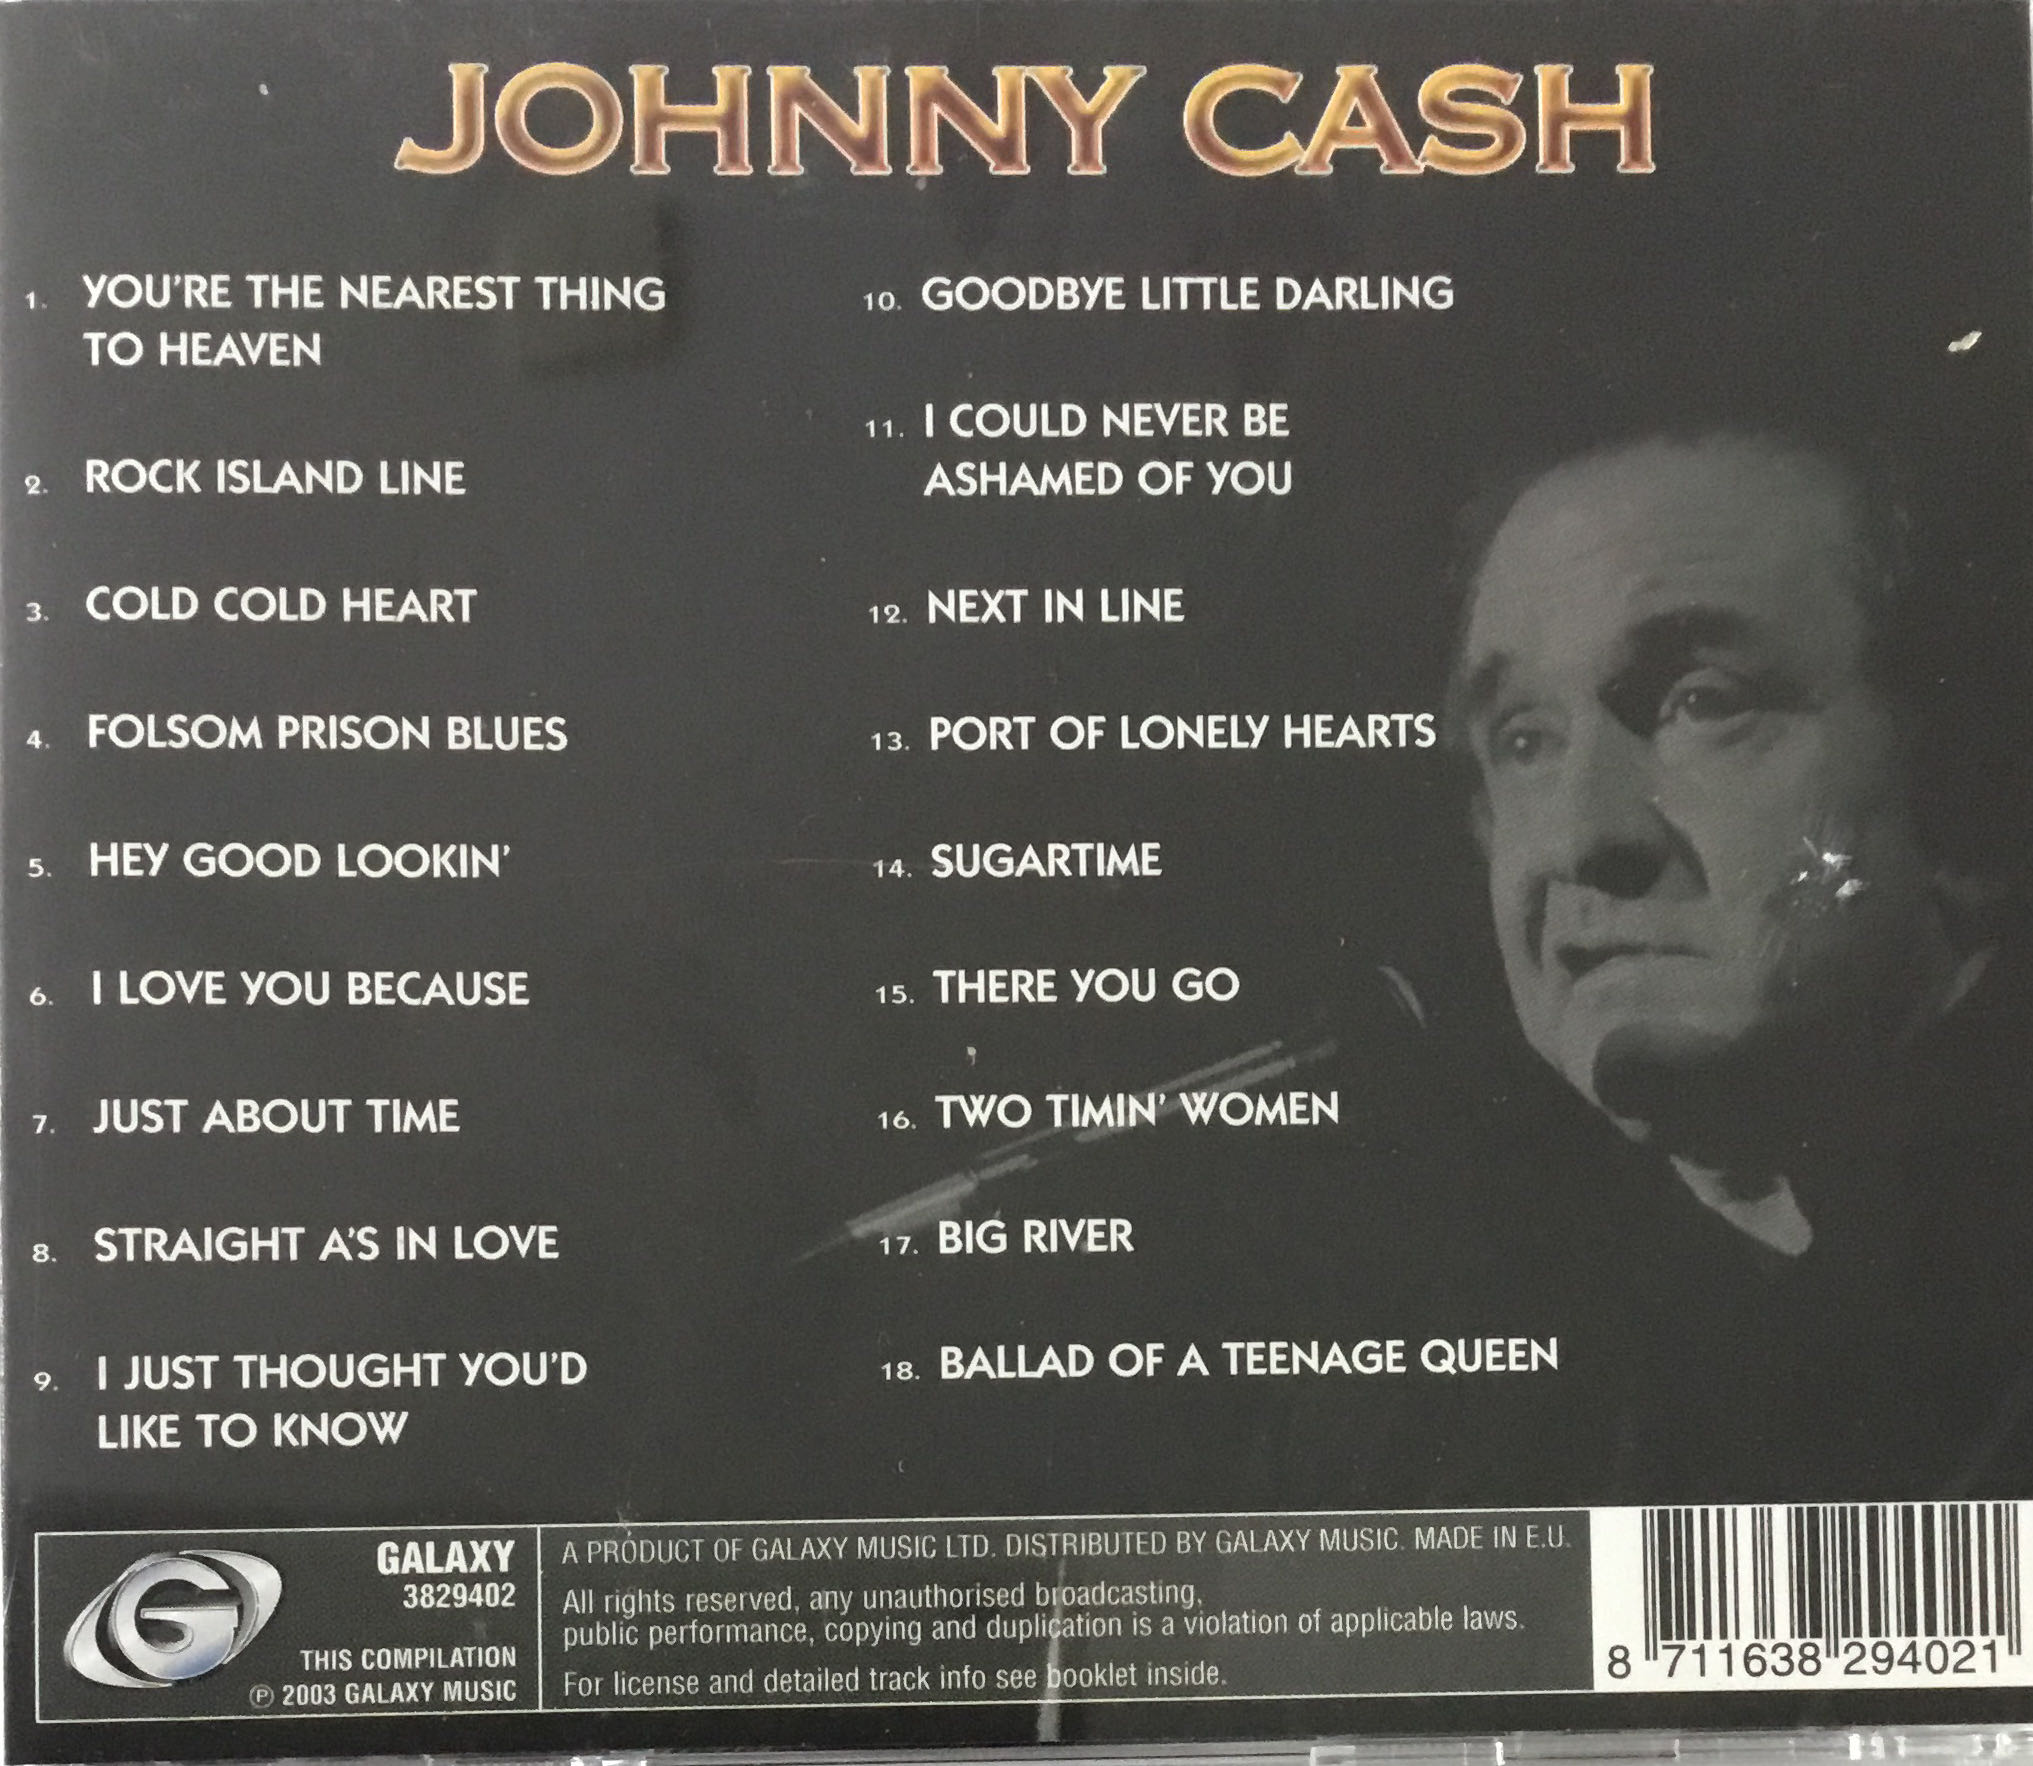 JOHNNY CASH
1. YOU'RE THE NEAREST THING
TO HEAVEN
2. ROCK ISLAND LINE
3. COLD COLD HEART
4. FOLSOM PRISON BLUES
5. HEY GOOD LOOKIN'
6. I LOVE YOU BECAUSE
7. JUST ABOUT TIME
8. STRAIGHT A'S IN LOVE
9. I JUST THOUGHT YOU'D
LIKE TO KNOW
10. GOODBYE LITTLE DARLING
11. I COULD NEVER BE
ASHAMED OF YOU
12. NEXT IN LINE
13. PORT OF LONELY HEARTS
14. SUGARTIME
15. THERE YOU GO
16. TWO TIMIN' WOMEN
17. BIG RIVER
18. BALLAD OF A TEENAGE QUEEN
G
GALAXY
3829402
THIS COMPILATION
℗ 2003 GALAXY MUSIC
A PRODUCT OF GALAXY MUSIC LTD. DISTRIBUTED BY GALAXY MUSIC. MADE IN E.U.
All rights reserved, any unauthorised broadcasting,
public performance, copying and duplication is a violation of applicable laws.
For license and detailed track info see booklet inside.
8 711638 294021